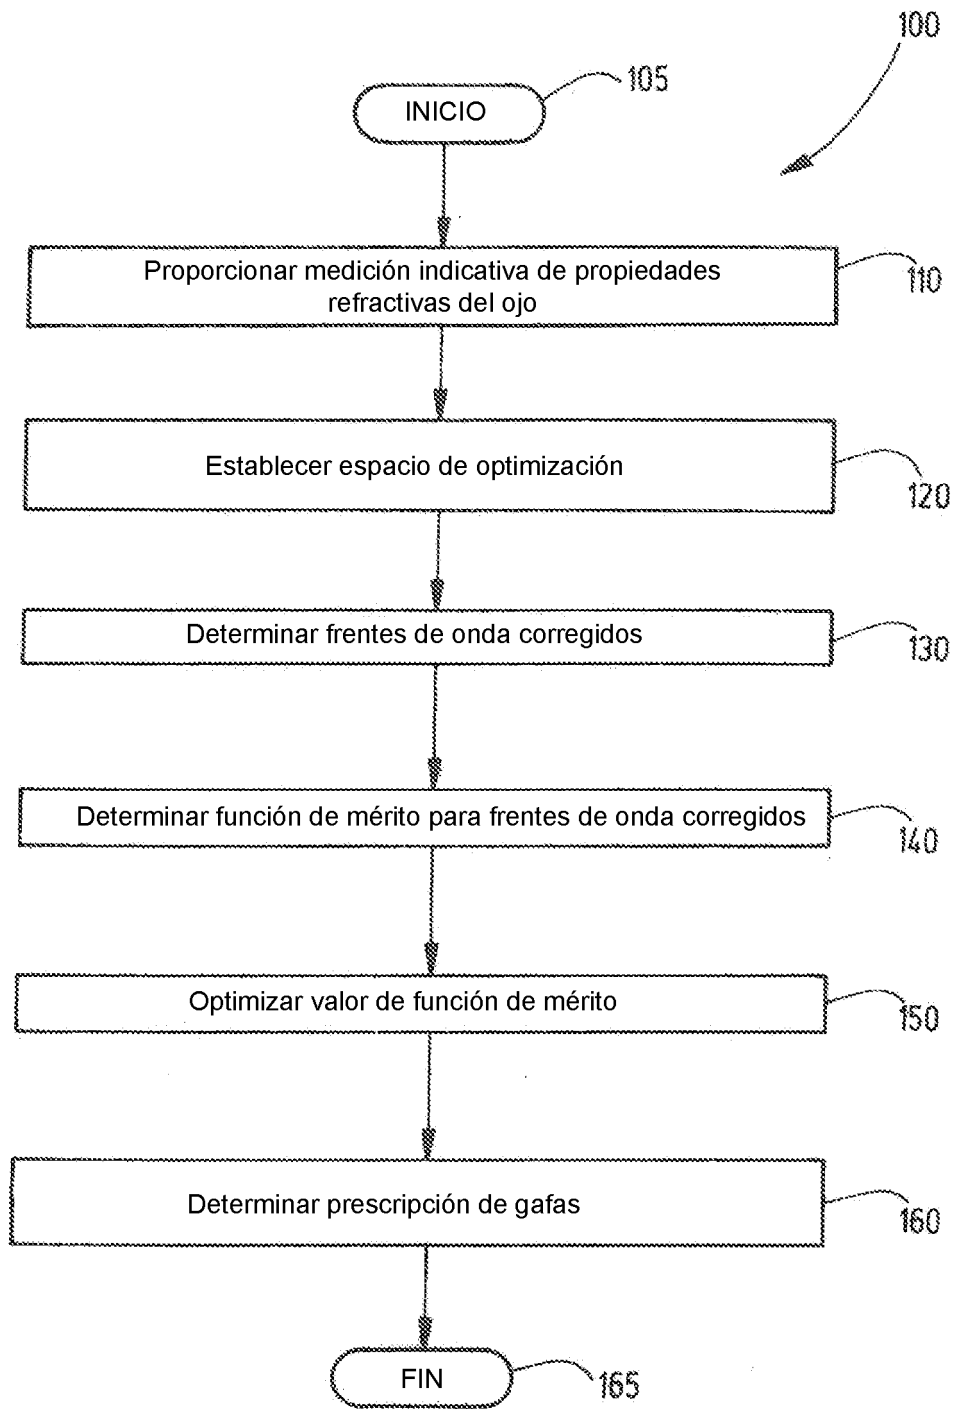 100
INICIO
105
Proporcionar medición indicativa de propiedades
refractivas del ojo
110
Establecer espacio de optimización
120
Determinar frentes de onda corregidos
130
Determinar función de mérito para frentes de onda corregidos
140
Optimizar valor de función de mérito
150
Determinar prescripción de gafas
160
FIN
165